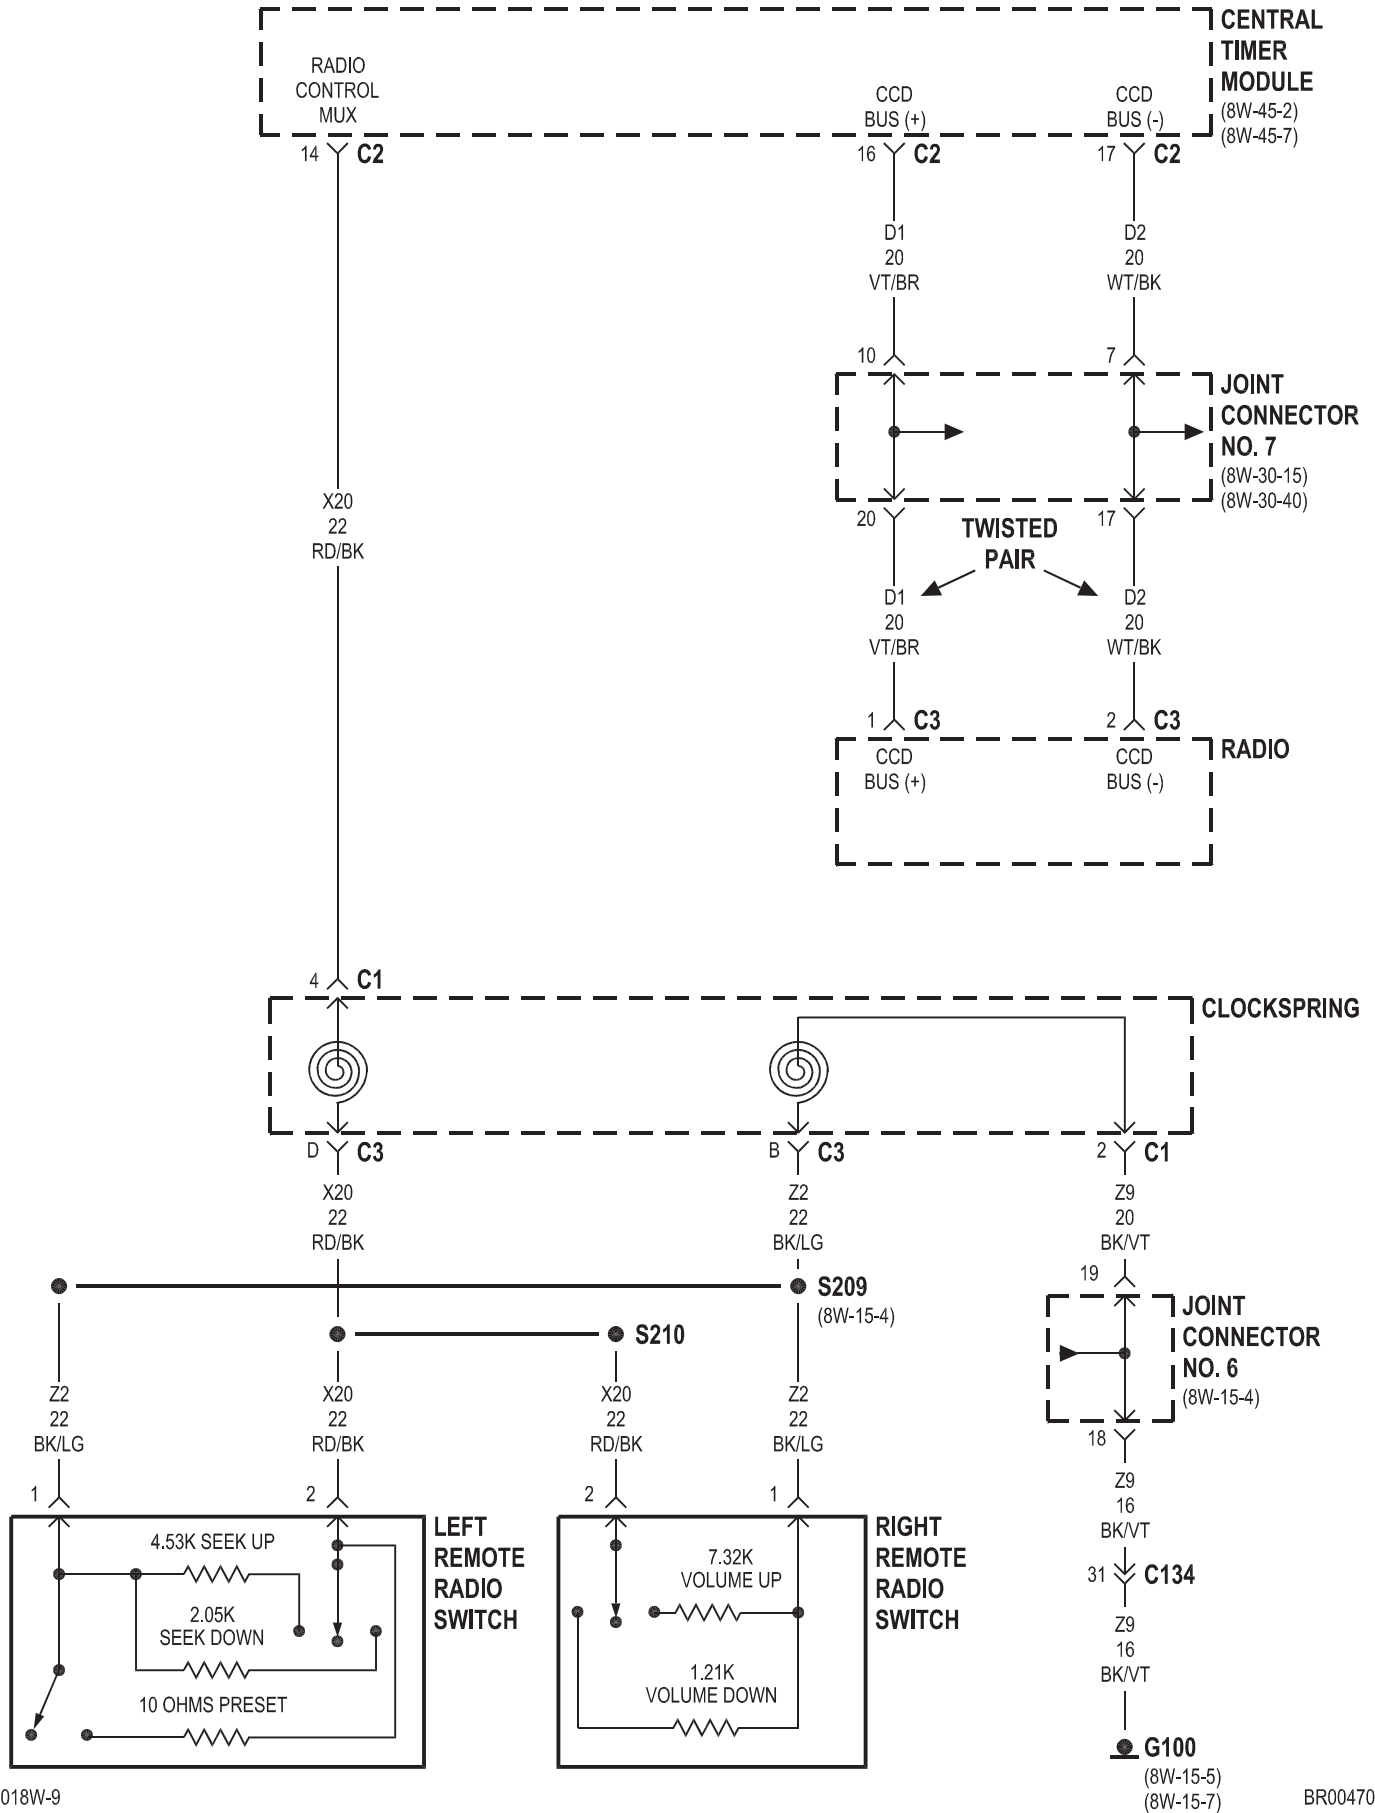 CENTRAL
TIMER
MODULE
(8W-45-2)
(8W-45-7)
RADIO
CONTROL
MUX
CCD
BUS (+)
CCD
BUS (-)
14 C2
16 C2
17 C2
D1
20
VT/BR
D2
20
WT/BK
10
7
JOINT
CONNECTOR
NO. 7
(8W-30-15)
(8W-30-40)
X20
22
RD/BK
20
17
TWISTED
PAIR
D1
20
VT/BR
D2
20
WT/BK
1 C3
2 C3
RADIO
CCD
BUS (+)
CCD
BUS (-)
4 C1
CLOCKSPRING
D C3
B C3
2 C1
X20
22
RD/BK
Z2
22
BK/LG
Z9
20
BK/VT
19
S209
(8W-15-4)
S210
JOINT
CONNECTOR
NO. 6
(8W-15-4)
Z2
22
BK/LG
X20
22
RD/BK
X20
22
RD/BK
Z2
22
BK/LG
18
1
2
2
1
Z9
16
BK/VT
4.53K SEEK UP
2.05K
SEEK DOWN
10 OHMS PRESET
LEFT
REMOTE
RADIO
SWITCH
7.32K
VOLUME UP
1.21K
VOLUME DOWN
RIGHT
REMOTE
RADIO
SWITCH
31 C134
Z9
16
BK/VT
G100
(8W-15-5)
(8W-15-7)
018W-9
BR00470